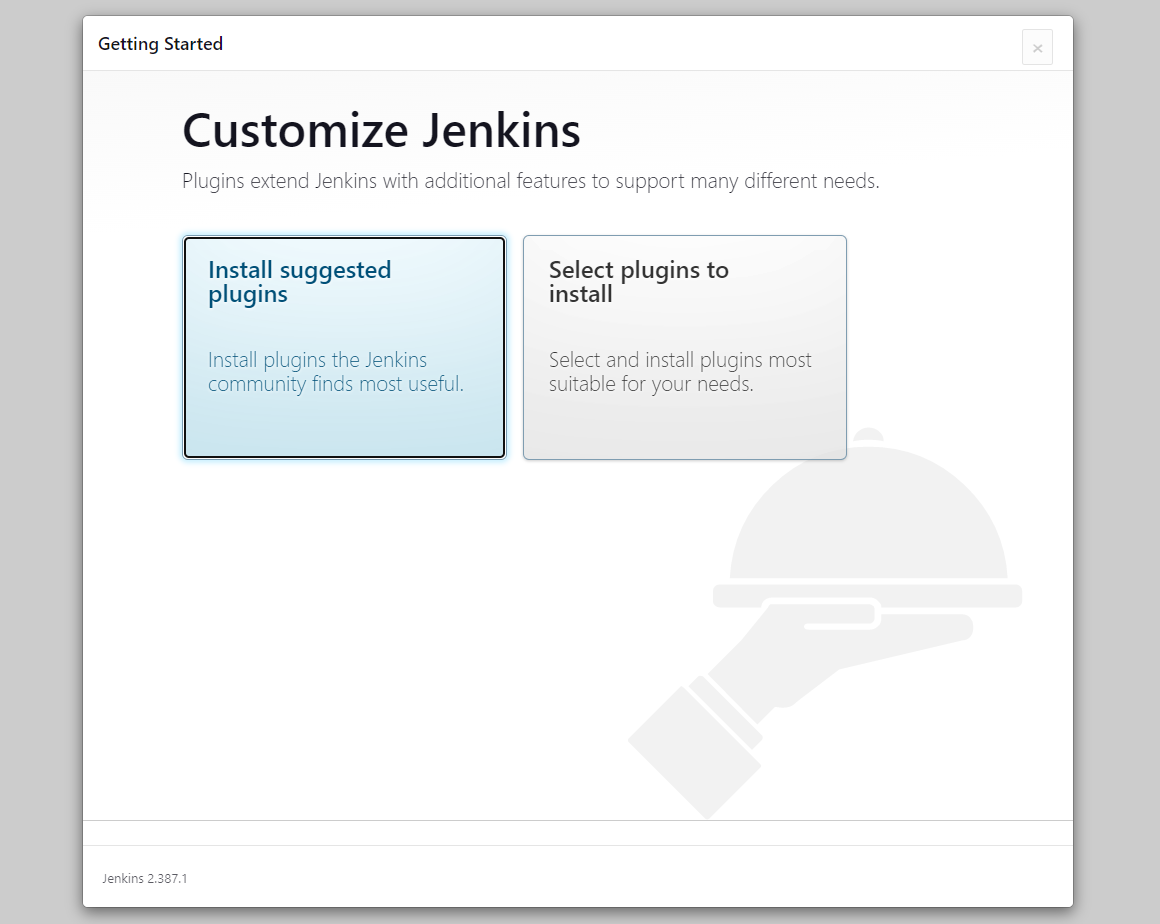 Getting Started
×
Customize Jenkins
Plugins extend Jenkins with additional features to support many different needs.
Install suggested
plugins
Install plugins the Jenkins
community finds most useful.
Select plugins to
install
Select and install plugins most
suitable for your needs.
Jenkins 2.387.1